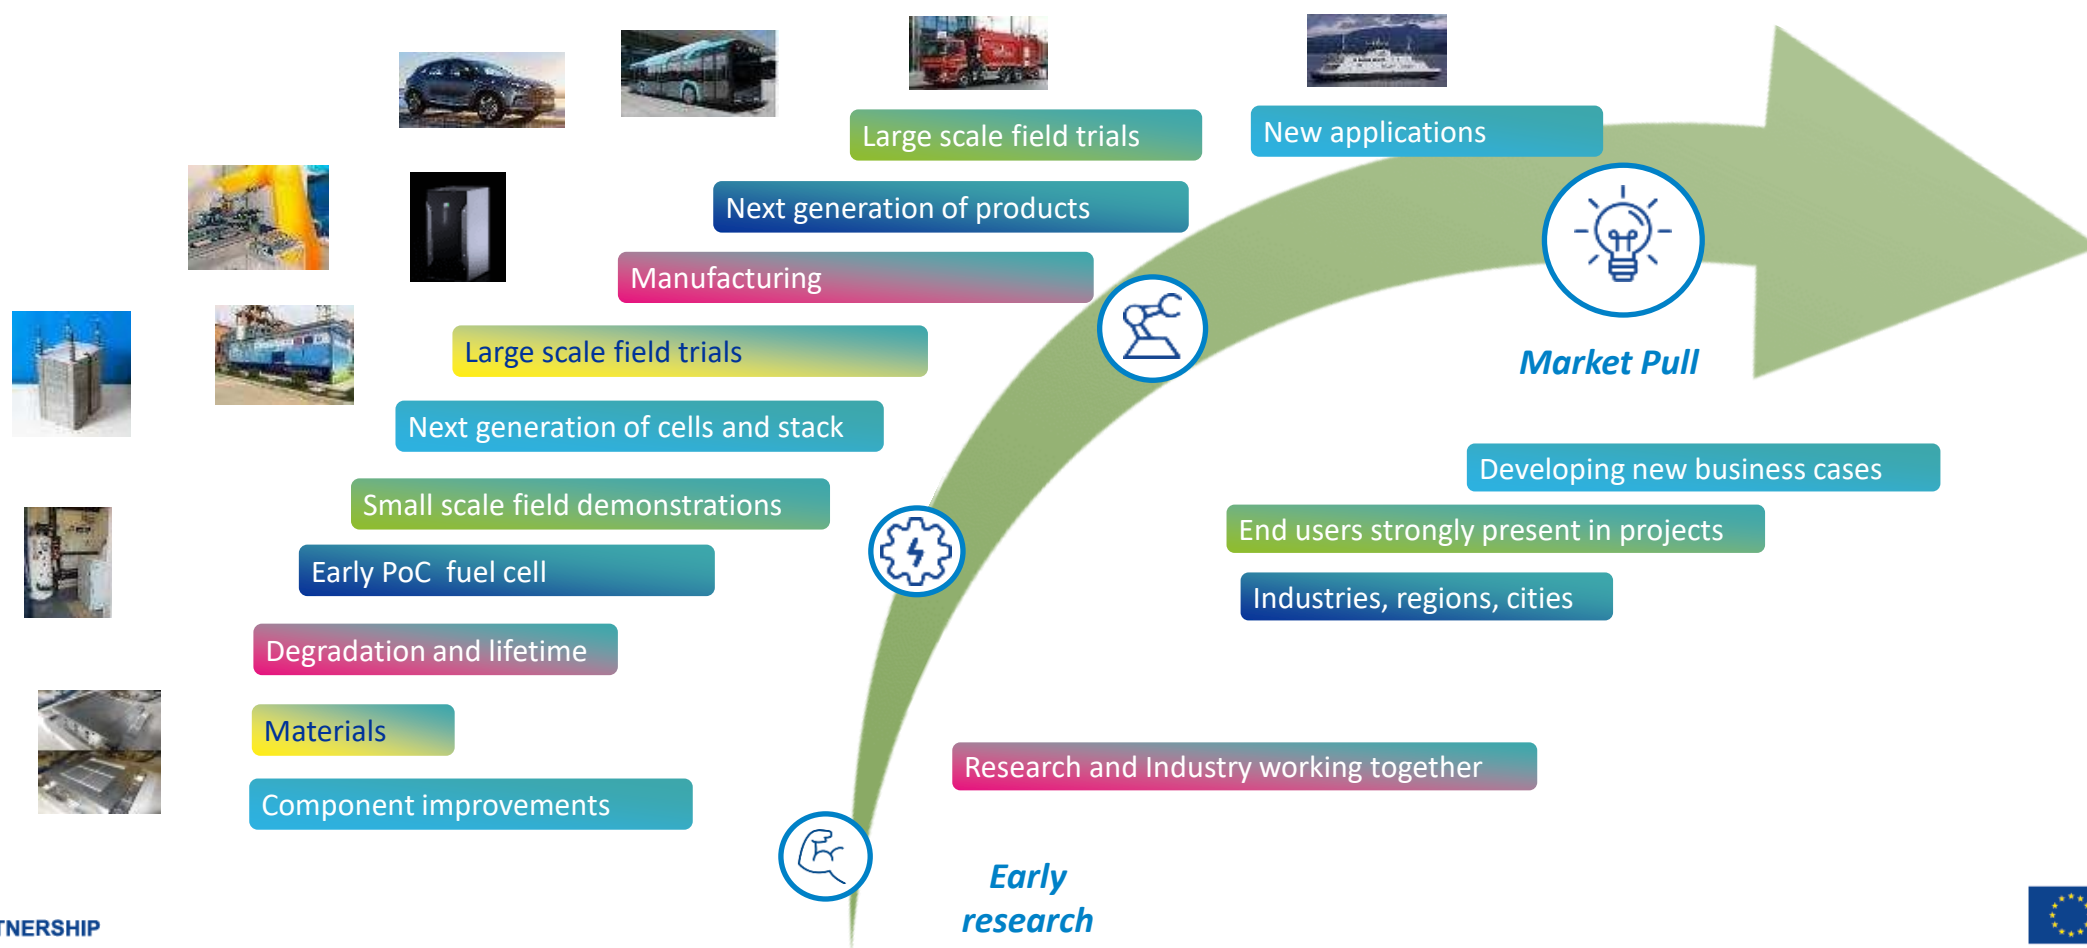 Large scale field trials
New applications
Next generation of products
Manufacturing
Large scale field trials
Market Pull
Next generation of cells and stack
Developing new business cases
Small scale field demonstrations
End users strongly present in projects
Early PoC fuel cell
Industries, regions, cities
Degradation and lifetime
Materials
Research and Industry working together
Component improvements
Early
research
TNERSHIP